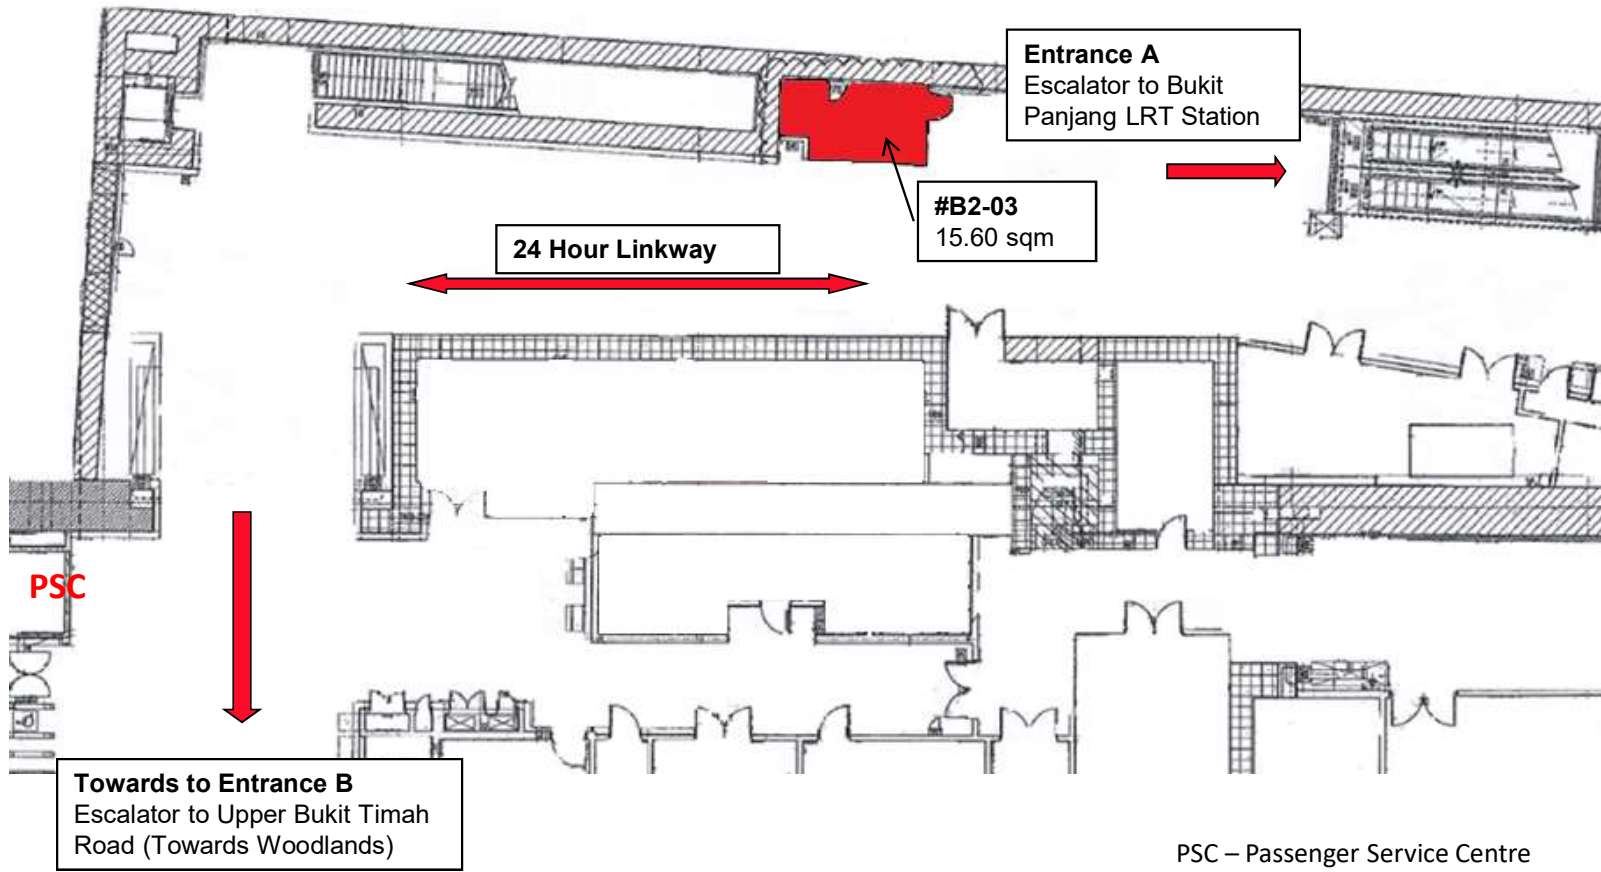 Entrance A
Escalator to Bukit
Panjang LRT Station
#B2-03
15.60 sqm
24 Hour Linkway
PSC
Towards to Entrance B
Escalator to Upper Bukit Timah
Road (Towards Woodlands)
PSC – Passenger Service Centre